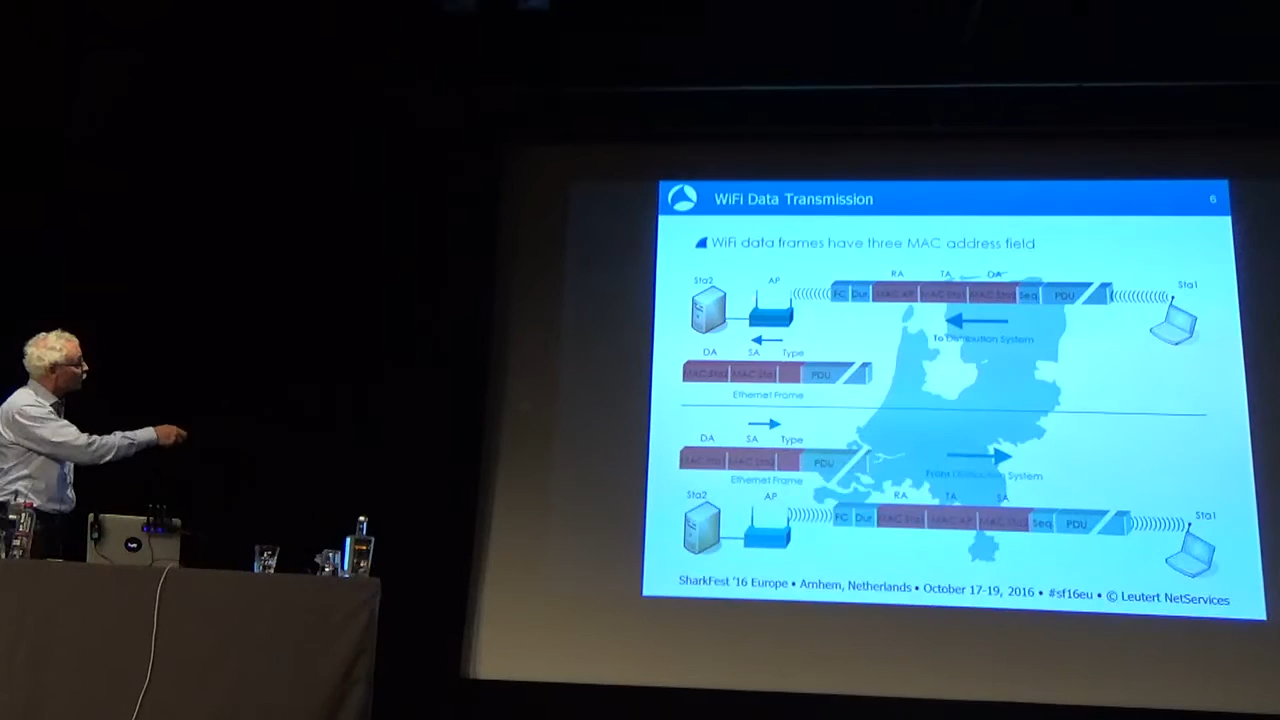 WiFi Data Transmission
6
WiFi data frames have three MAC address field
RA TA DA
Sta2 AP Sta1
FC Dur MAC AP MAC Sta1 Seq PDU
To Distribution System
DA SA Type
MAC Sta2 MAC Sta1 PDU
Ethernet Frame
DA SA Type
MAC Sta1 MAC Sta2 PDU
From Distribution System
Ethernet Frame
Sta2 AP RA TA SA Sta1
FC Dur MAC Sta1 MAC AP MAC Sta2 Seq PDU
SharkFest '16 Europe • Arnhem, Netherlands • October 17-19, 2016 • #sf16eu • © Leutert NetServices